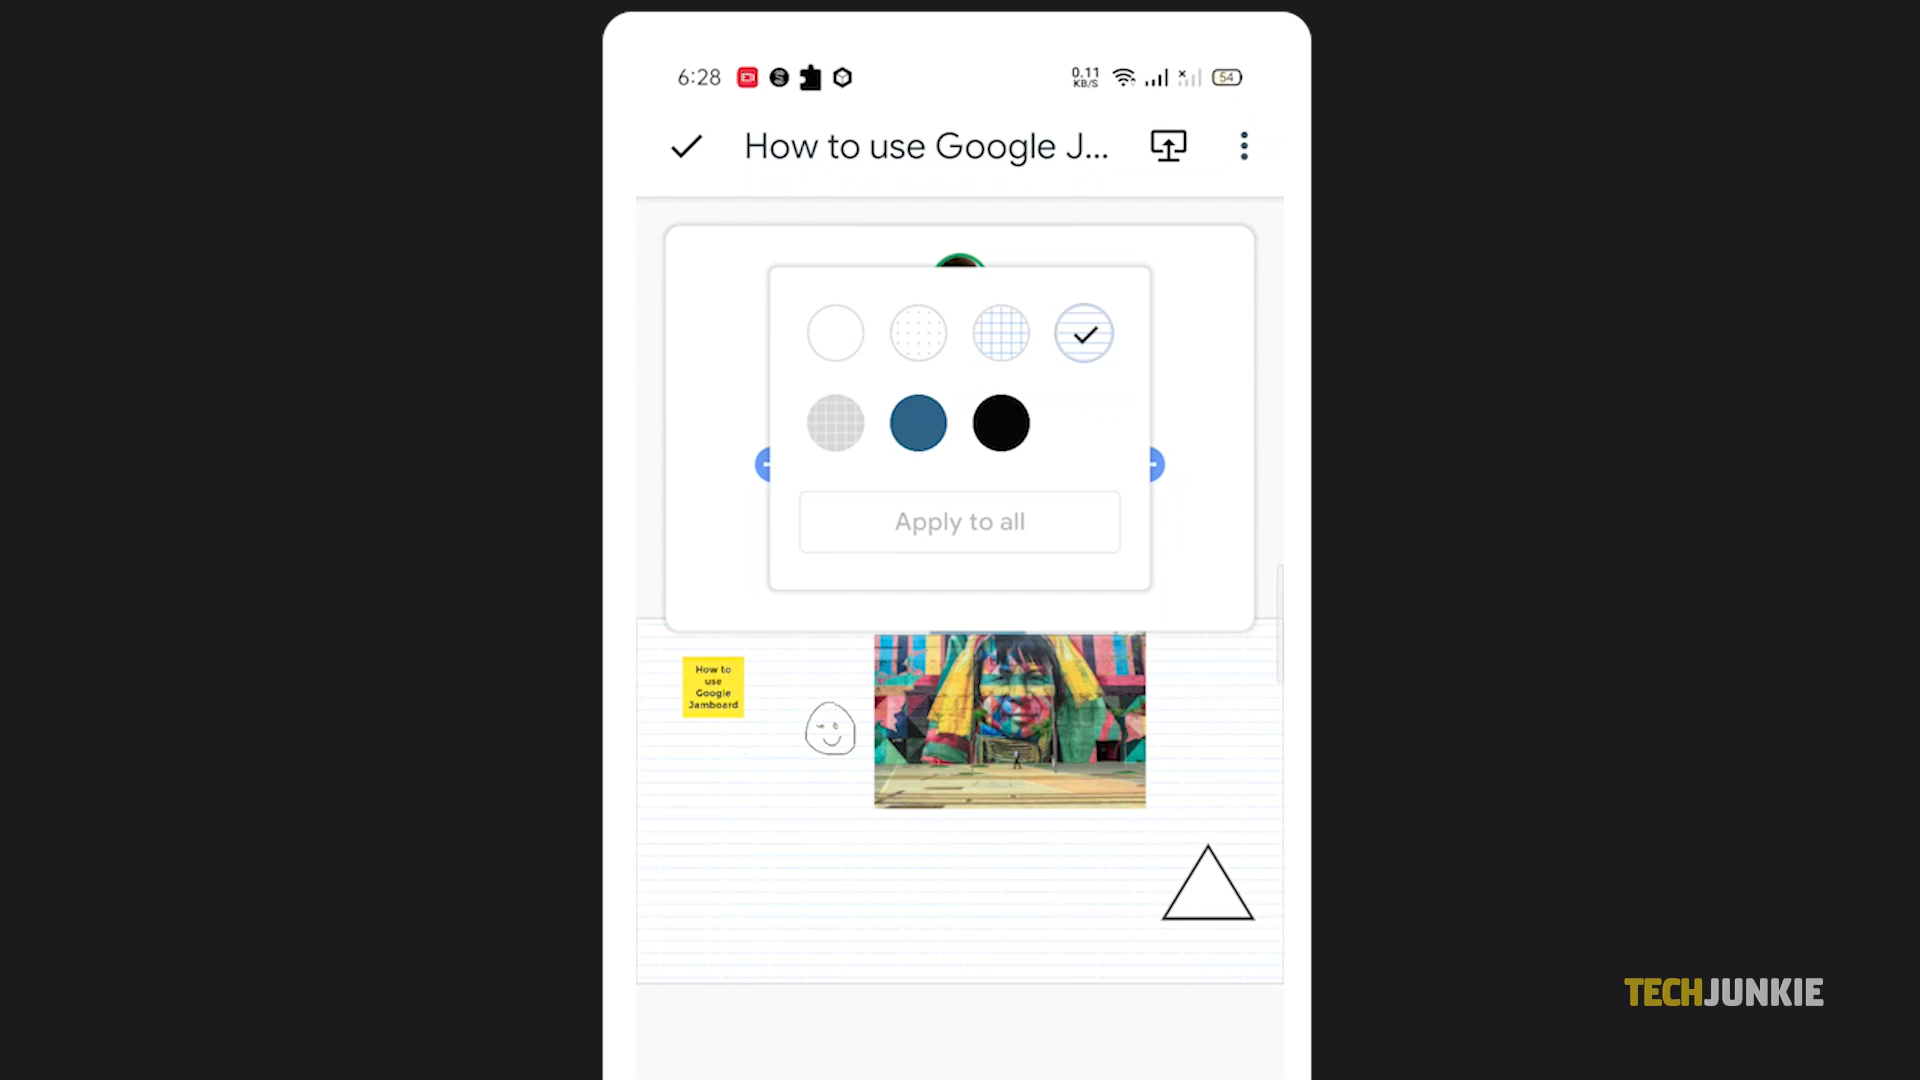 6:28
0.11
KB/S
54
How to use Google J...
Apply to all
How to
use
Google
Jamboard
TECHJUNKIE